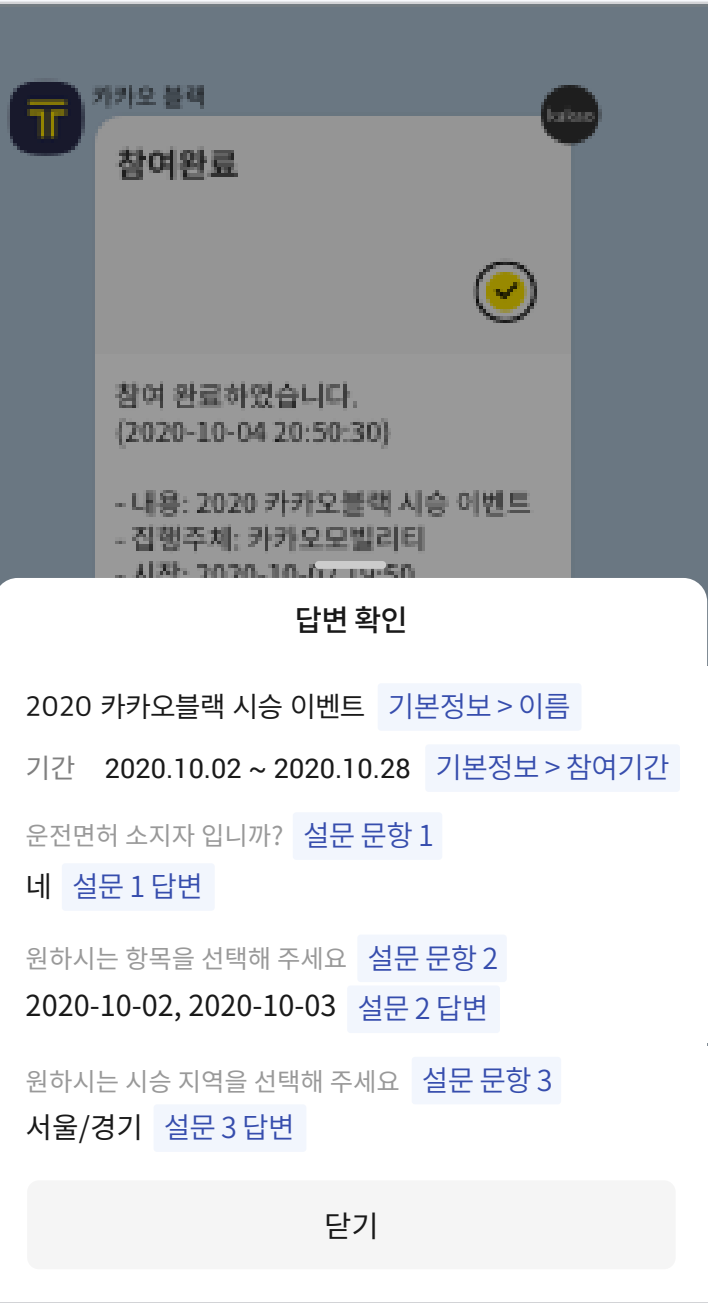 카카오 블랙
kakao
참여완료
참여 완료하였습니다.
(2020-10-04 20:50:30)
- 내용: 2020 카카오블랙 시승 이벤트
- 집행주체: 카카오모빌리티
- 시작: 2020-10-02 19:50
답변 확인
2020 카카오블랙 시승 이벤트 기본정보 > 이름
기간 2020.10.02 ~ 2020.10.28 기본정보 > 참여기간
운전면허 소지자 입니까? 설문 문항 1
네 설문 1 답변
원하시는 항목을 선택해 주세요 설문 문항 2
2020-10-02, 2020-10-03 설문 2 답변
원하시는 시승 지역을 선택해 주세요 설문 문항 3
서울/경기 설문 3 답변
닫기